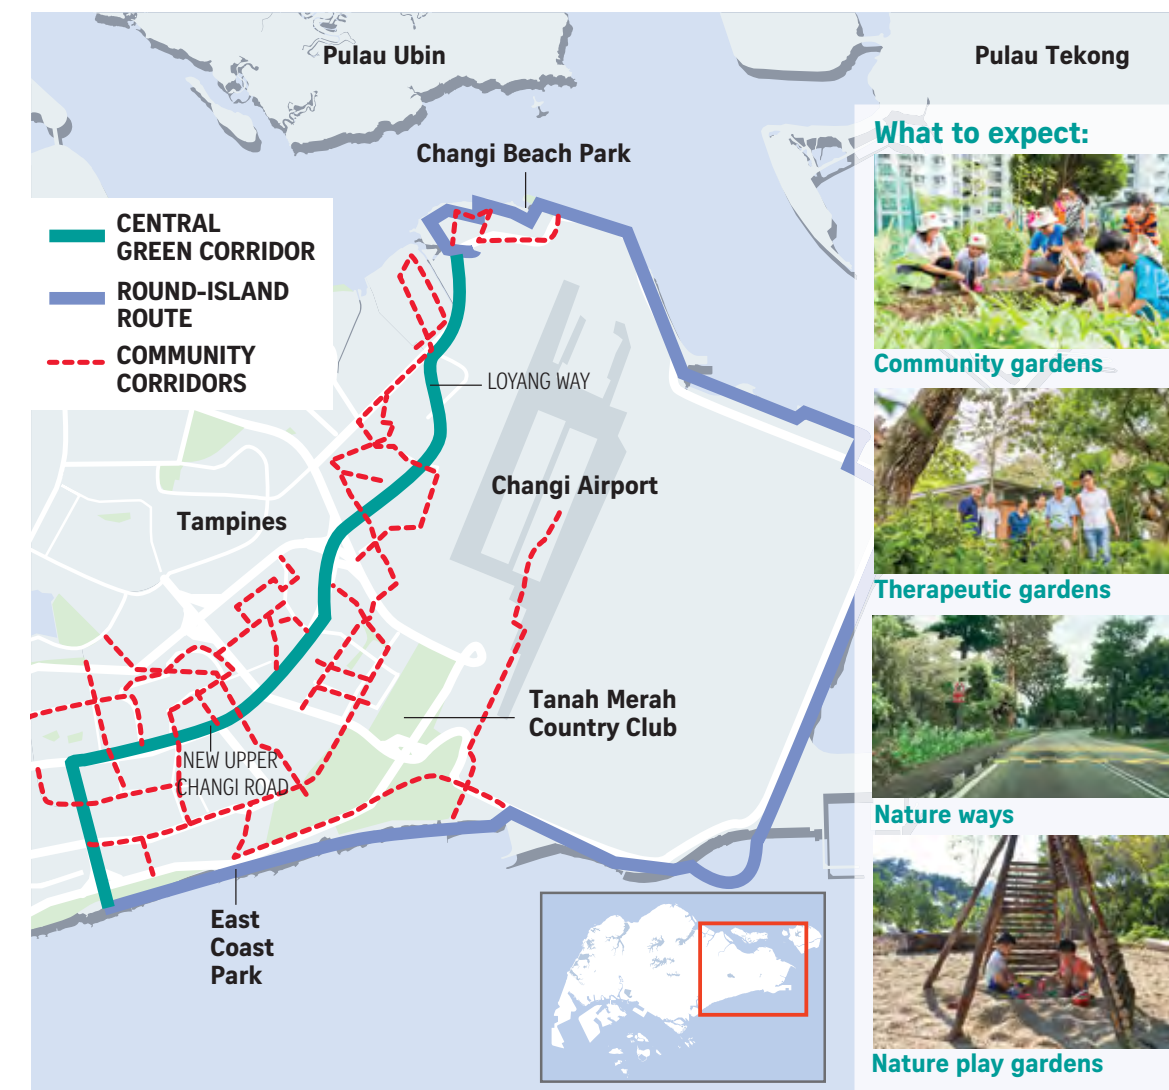 Pulau Ubin
Pulau Tekong
What to expect:
Changi Beach Park
CENTRAL
GREEN CORRIDOR
ROUND-ISLAND
ROUTE
COMMUNITY
CORRIDORS
Community gardens
LOYANG WAY
Changi Airport
Tampines
Therapeutic gardens
Tanah Merah
Country Club
NEW UPPER
CHANGI ROAD
Nature ways
East
Coast
Park
Nature play gardens